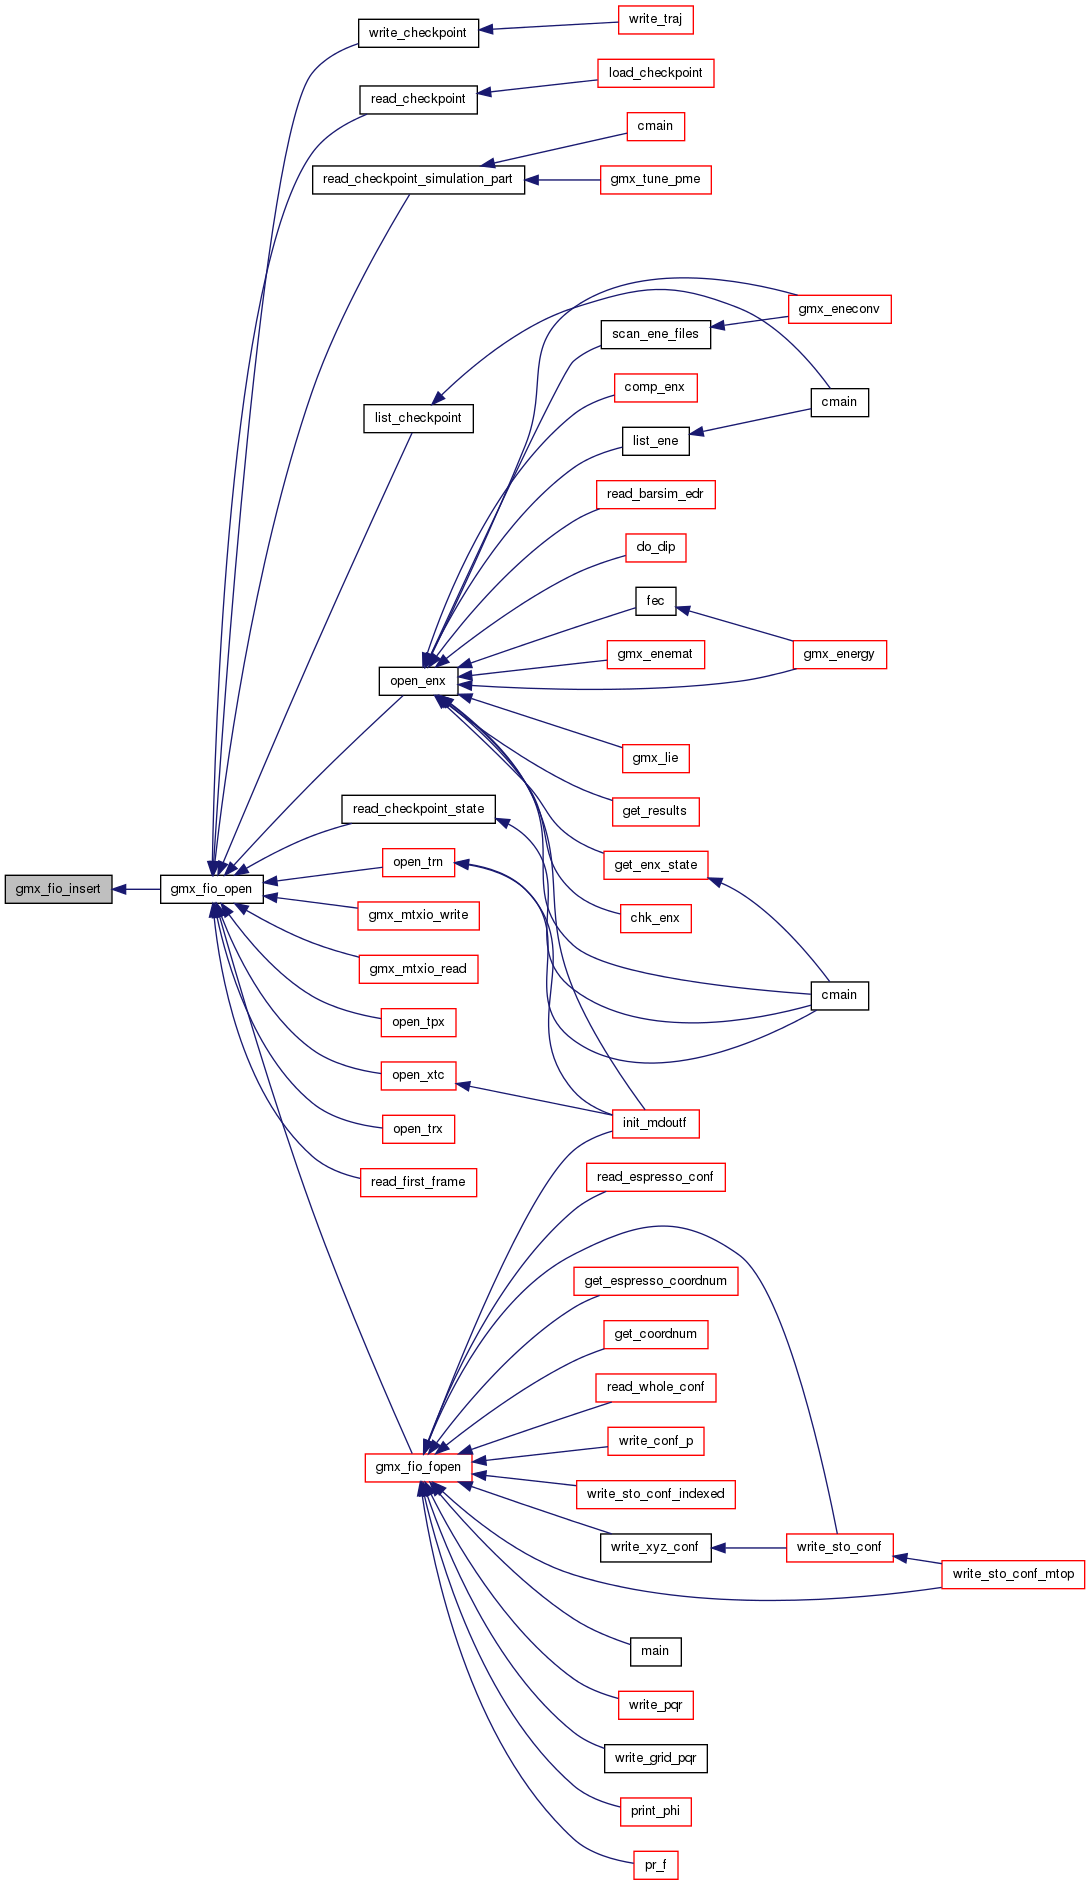 write_traj
write_checkpoint
load_checkpoint
read_checkpoint
cmain
read_checkpoint_simulation_part
gmx_tune_pme
gmx_eneconv
scan_ene_files
comp_enx
cmain
list_checkpoint
list_ene
read_barsim_edr
do_dip
fec
gmx_enemat
gmx_energy
open_enx
gmx_lie
read_checkpoint_state
get_results
open_trn
get_enx_state
gmx_fio_insert
gmx_fio_open
gmx_mtxio_write
chk_enx
gmx_mtxio_read
cmain
open_tpx
open_xtc
init_mdoutf
open_trx
read_first_frame
read_espresso_conf
get_espresso_coordnum
get_coordnum
read_whole_conf
write_conf_p
gmx_fio_fopen
write_sto_conf_indexed
write_xyz_conf
write_sto_conf
write_sto_conf_mtop
main
write_pqr
write_grid_pqr
print_phi
pr_f